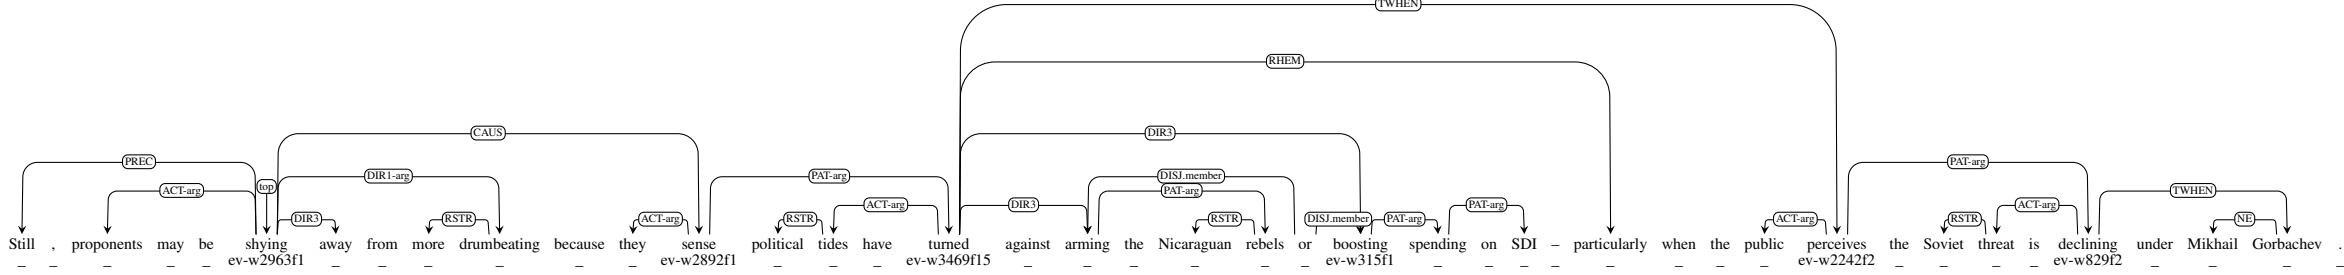 TWHEN
RHEM
CAUS DIR3
PREC DIR1-arg PAT-arg DISJ.member PAT-arg
top ACT-arg PAT-arg TWHEN
ACT-arg DIR3 PAT-arg ACT-arg
DIR3 RSTR ACT-arg RSTR RSTR DISJ.member PAT-arg ACT-arg RSTR NE
Still , proponents may be shying away from more drumbeating because they sense political tides have turned against arming the Nicaraguan rebels or boosting spending on SDI – particularly when the public perceives the Soviet threat is declining under Mikhail Gorbachev .
_ _ _ _ _ ev-w2963f1 _ _ _ _ _ _ ev-w2892f1 _ _ _ ev-w3469f15 _ _ _ _ _ _ ev-w315f1 _ _ _ _ _ _ _ _ ev-w2242f2 _ _ _ _ ev-w829f2 _ _ _ _